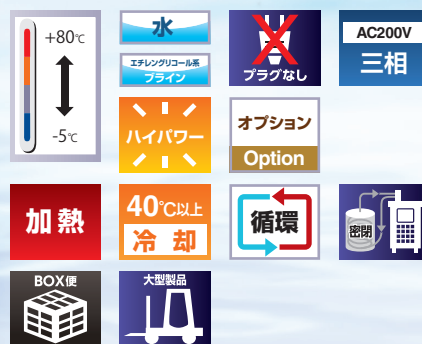 +80℃
-5℃
水
エチレングリコール系
ブライン
プラグなし
AC200V
三相
ハイパワー
オプション
Option
加熱
40℃以上
冷却
循環
密閉
BOX便
大型製品